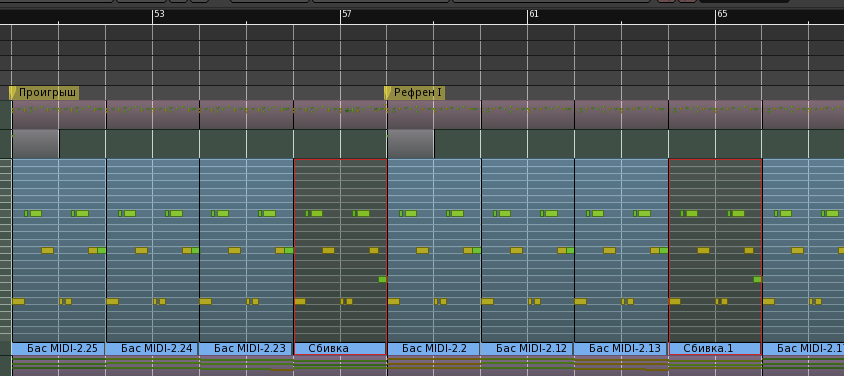 53 57 61 65
Проигрыш Рефрен I
Бас MIDI-2.25 Бас MIDI-2.24 Бас MIDI-2.23 Сбивка Бас MIDI-2.2 Бас MIDI-2.12 Бас MIDI-2.13 Сбивка.1 Бас MIDI-2.1